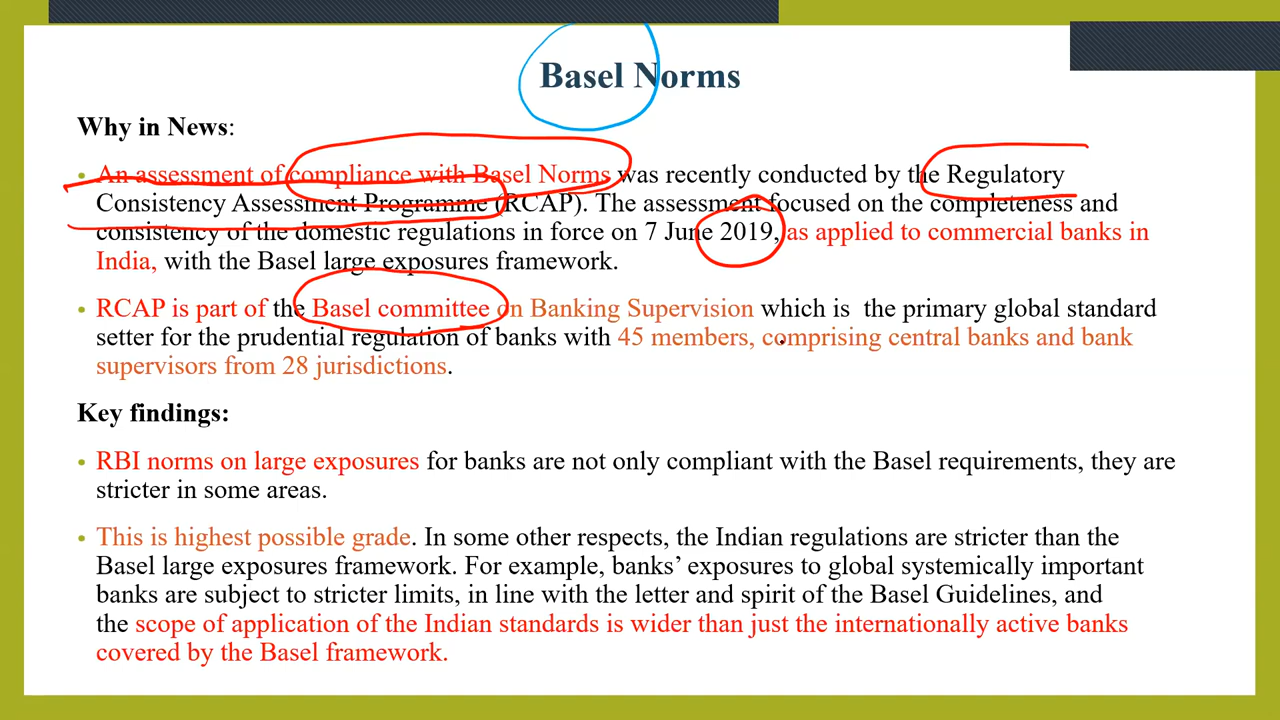 Basel Norms
Why in News:
• An assessment of compliance with Basel Norms was recently conducted by the Regulatory
Consistency Assessment Programme (RCAP). The assessment focused on the completeness and
consistency of the domestic regulations in force on 7 June 2019, as applied to commercial banks in
India, with the Basel large exposures framework.
• RCAP is part of the Basel committee on Banking Supervision which is the primary global standard
setter for the prudential regulation of banks with 45 members, comprising central banks and bank
supervisors from 28 jurisdictions.
Key findings:
• RBI norms on large exposures for banks are not only compliant with the Basel requirements, they are
stricter in some areas.
• This is highest possible grade. In some other respects, the Indian regulations are stricter than the
Basel large exposures framework. For example, banks’ exposures to global systemically important
banks are subject to stricter limits, in line with the letter and spirit of the Basel Guidelines, and
the scope of application of the Indian standards is wider than just the internationally active banks
covered by the Basel framework.